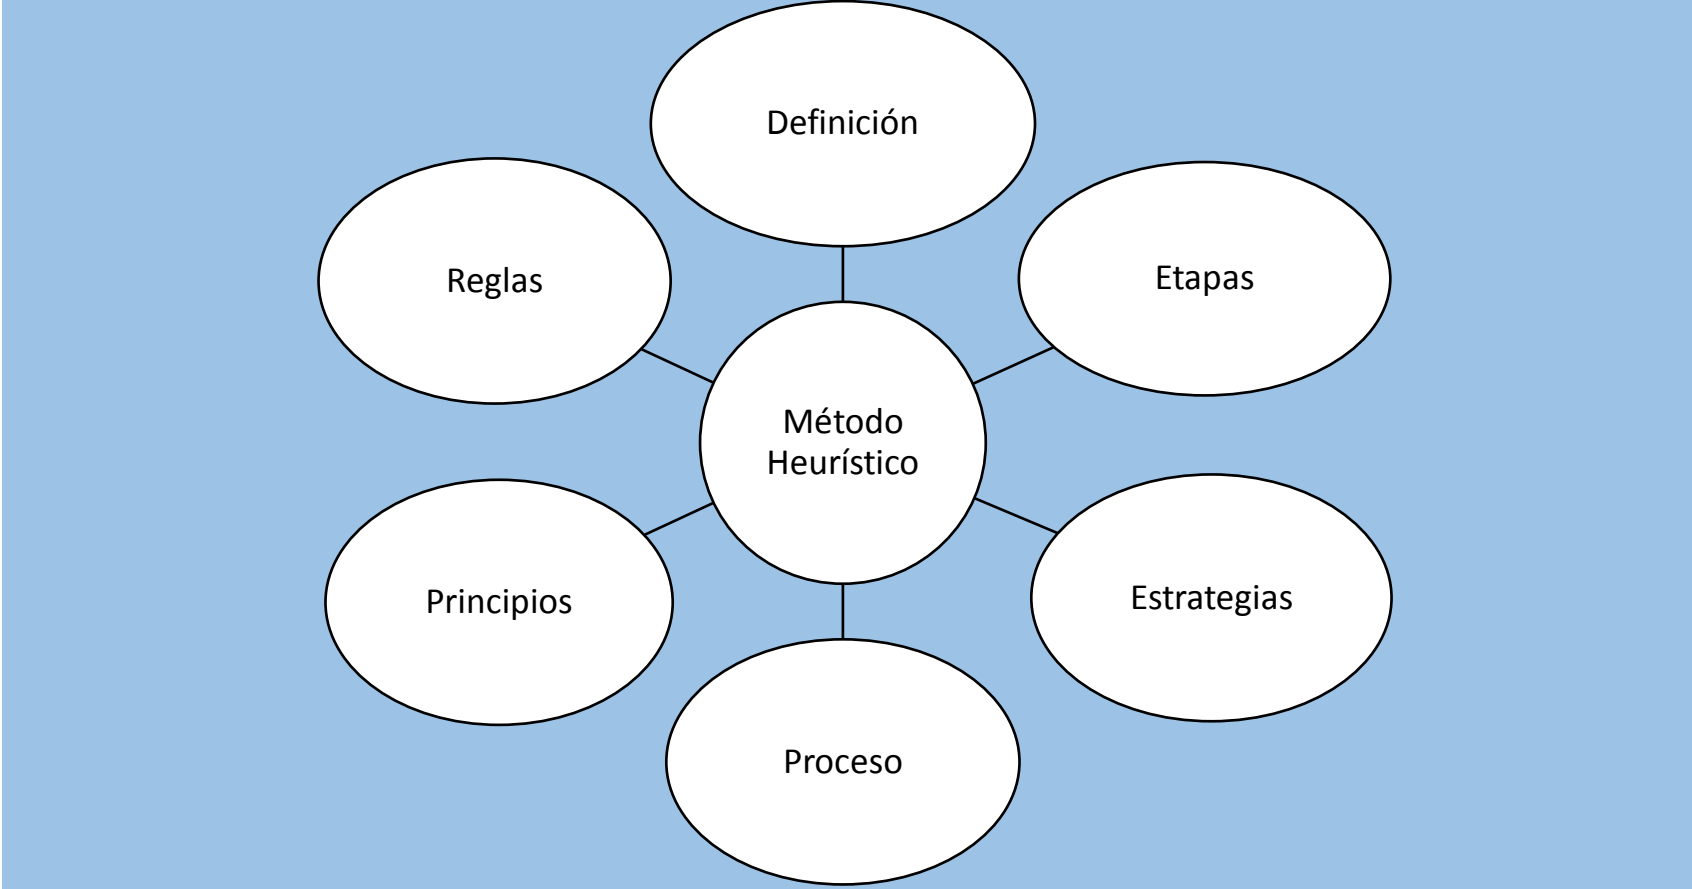 Definición
Reglas
Etapas
Método
Heurístico
Principios
Estrategias
Proceso